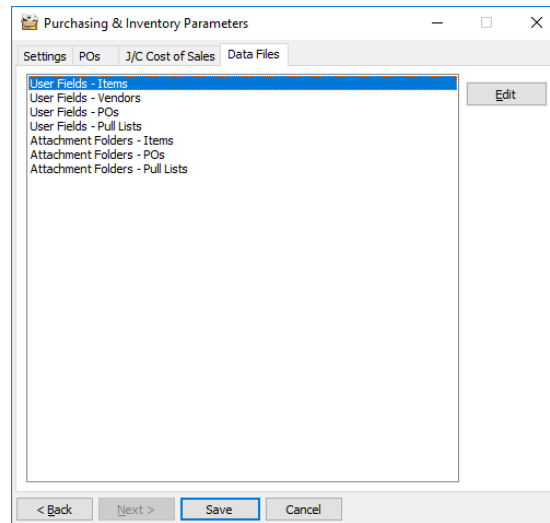 Purchasing & Inventory Parameters
Settings POs J/C Cost of Sales Data Files
User Fields - Items
Edit
User Fields - Vendors
User Fields - POs
User Fields - Pull Lists
Attachment Folders - Items
Attachment Folders - POs
Attachment Folders - Pull Lists
< Back Next > Save Cancel